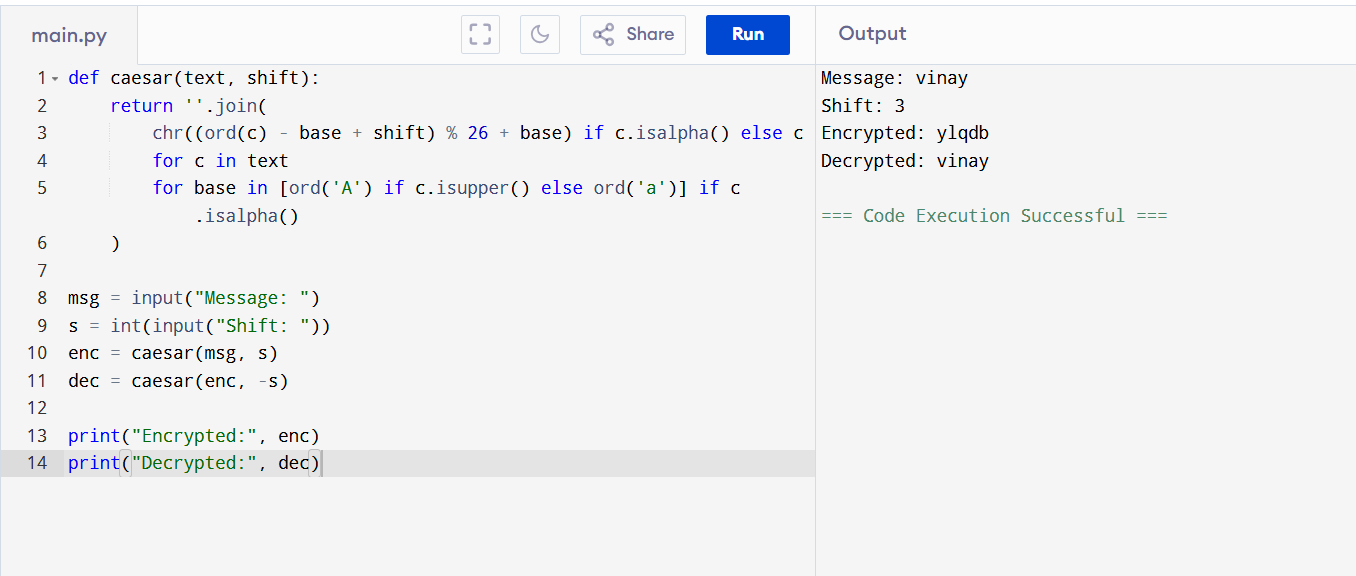 main.py
Share
Run
Output
1 def caesar(text, shift):
2     return ''.join(
3         chr((ord(c) - base + shift) % 26 + base) if c.isalpha() else c
4         for c in text
5         for base in [ord('A') if c.isupper() else ord('a')] if c
            .isalpha()
6     )
7
8 msg = input("Message: ")
9 s = int(input("Shift: "))
10 enc = caesar(msg, s)
11 dec = caesar(enc, -s)
12
13 print("Encrypted:", enc)
14 print("Decrypted:", dec)
Message: vinay
Shift: 3
Encrypted: ylqdb
Decrypted: vinay
=== Code Execution Successful ===